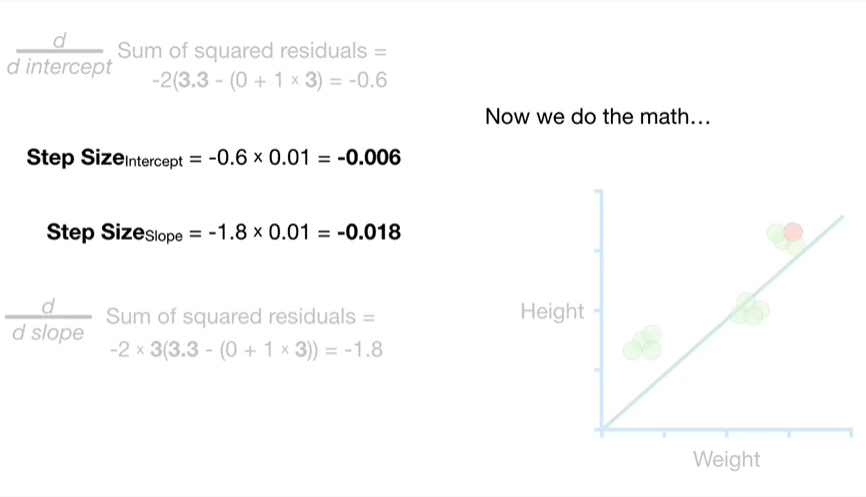 d
d intercept
Sum of squared residuals =
-2(3.3 - (0 + 1 × 3) = -0.6
Now we do the math...
Step SizeIntercept = -0.6 × 0.01 = -0.006
Step SizeSlope = -1.8 × 0.01 = -0.018
d
d slope
Sum of squared residuals =
-2 × 3(3.3 - (0 + 1 × 3)) = -1.8
Height
Weight